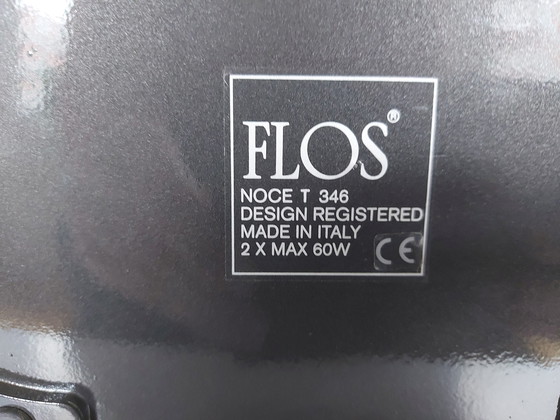 FLOS®
NOCE T 346
DESIGN REGISTERED
MADE IN ITALY
2 X MAX 60W CE